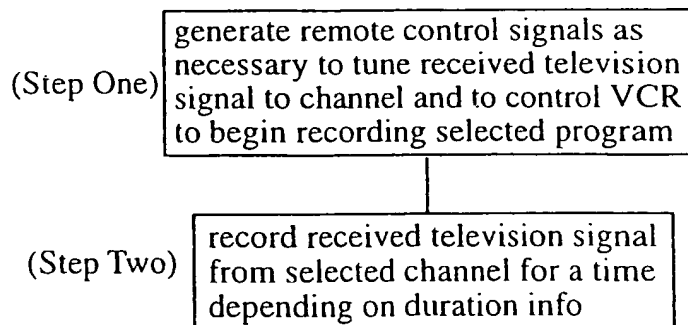 generate remote control signals as
(Step One) necessary to tune received television
signal to channel and to control VCR
to begin recording selected program
(Step Two) record received television signal
from selected channel for a time
depending on duration info